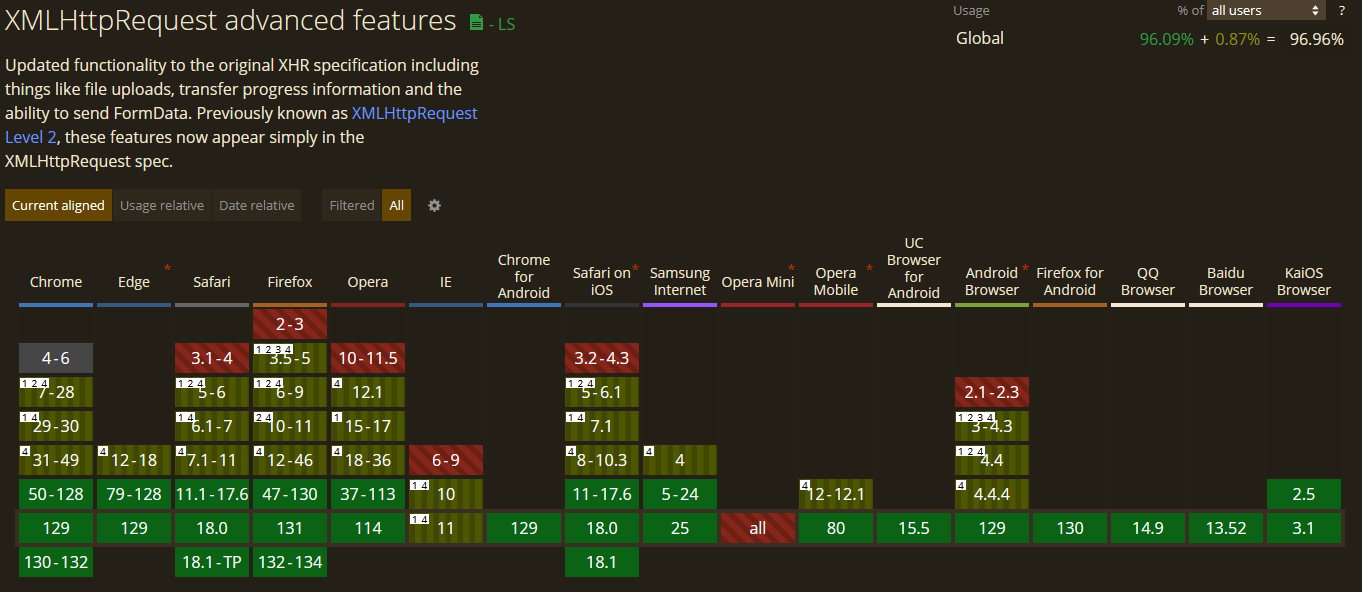 XMLHttpRequest advanced features - LS
Usage % of all users ?
Global 96.09% + 0.87% = 96.96%
Updated functionality to the original XHR specification including
things like file uploads, transfer progress information and the
ability to send FormData. Previously known as XMLHttpRequest
Level 2, these features now appear simply in the
XMLHttpRequest spec.
Current aligned Usage relative Date relative Filtered All
Chrome Edge * Safari Firefox Opera IE Chrome for Android Safari on iOS * Samsung Internet Opera Mini * Opera Mobile * UC Browser for Android Android Browser * Firefox for Android QQ Browser Baidu Browser KaiOS Browser
2-3
4-6 3.1-4 1 2 3 4 3.5-5 10-11.5 3.2-4.3
1 2 4 7-28 1 2 4 5-6 1 2 4 6-9 4 12.1 1 2 4 5-6.1 2.1-2.3
1 4 29-30 1 4 6.1-7 2 4 10-11 1 15-17 1 4 7.1 1 2 3 4 3-4.3
4 31-49 4 12-18 4 7.1-11 4 12-46 4 18-36 6-9 4 8-10.3 4 4 1 2 4 4.4
50-128 79-128 11.1-17.6 47-130 37-113 1 4 10 11-17.6 5-24 4 12-12.1 4 4.4.4 2.5
129 129 18.0 131 114 1 4 11 129 18.0 25 all 80 15.5 129 130 14.9 13.52 3.1
130-132 18.1-TP 132-134 18.1